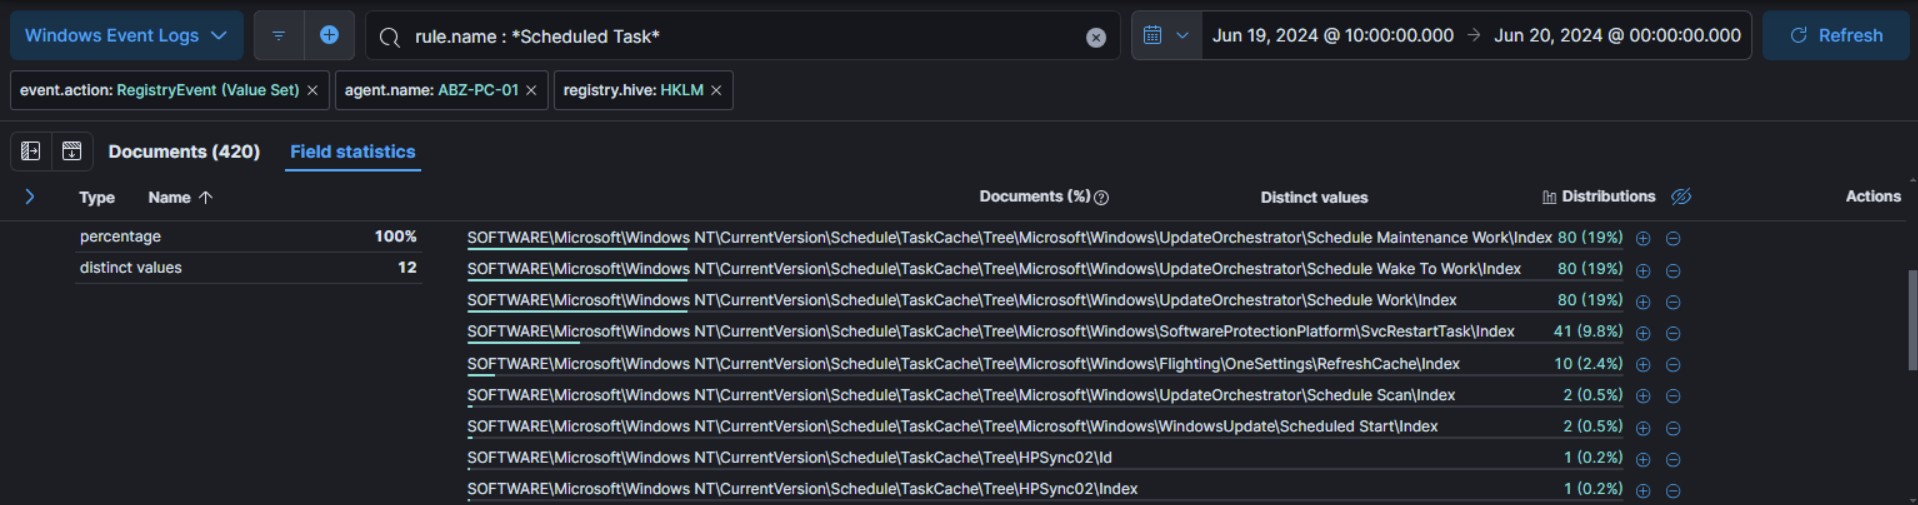 Windows Event Logs rule.name : *Scheduled Task* Jun 19, 2024 @ 10:00:00.000 → Jun 20, 2024 @ 00:00:00.000 Refresh
event.action: RegistryEvent (Value Set) × agent.name: ABZ-PC-01 × registry.hive: HKLM ×
Documents (420) Field statistics
Type Name ↑ Documents (%) Distinct values Distributions Actions
percentage 100% SOFTWARE\Microsoft\Windows NT\CurrentVersion\Schedule\TaskCache\Tree\Microsoft\Windows\UpdateOrchestrator\Schedule Maintenance Work\Index 80 (19%)
distinct values 12 SOFTWARE\Microsoft\Windows NT\CurrentVersion\Schedule\TaskCache\Tree\Microsoft\Windows\UpdateOrchestrator\Schedule Wake To Work\Index 80 (19%)
SOFTWARE\Microsoft\Windows NT\CurrentVersion\Schedule\TaskCache\Tree\Microsoft\Windows\UpdateOrchestrator\Schedule Work\Index 80 (19%)
SOFTWARE\Microsoft\Windows NT\CurrentVersion\Schedule\TaskCache\Tree\Microsoft\Windows\SoftwareProtectionPlatform\SvcRestartTask\Index 41 (9.8%)
SOFTWARE\Microsoft\Windows NT\CurrentVersion\Schedule\TaskCache\Tree\Microsoft\Windows\Flighting\OneSettings\RefreshCache\Index 10 (2.4%)
SOFTWARE\Microsoft\Windows NT\CurrentVersion\Schedule\TaskCache\Tree\Microsoft\Windows\UpdateOrchestrator\Schedule Scan\Index 2 (0.5%)
SOFTWARE\Microsoft\Windows NT\CurrentVersion\Schedule\TaskCache\Tree\Microsoft\Windows\WindowsUpdate\Scheduled Start\Index 2 (0.5%)
SOFTWARE\Microsoft\Windows NT\CurrentVersion\Schedule\TaskCache\Tree\HPSync02\Id 1 (0.2%)
SOFTWARE\Microsoft\Windows NT\CurrentVersion\Schedule\TaskCache\Tree\HPSync02\Index 1 (0.2%)